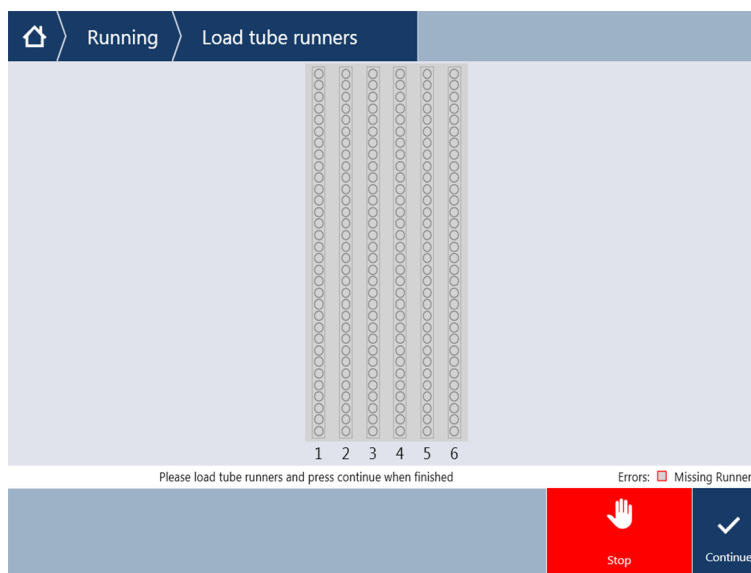 Running Load tube runners
1 2 3 4 5 6
Please load tube runners and press continue when finished
Errors: Missing Runner
Stop
Continue